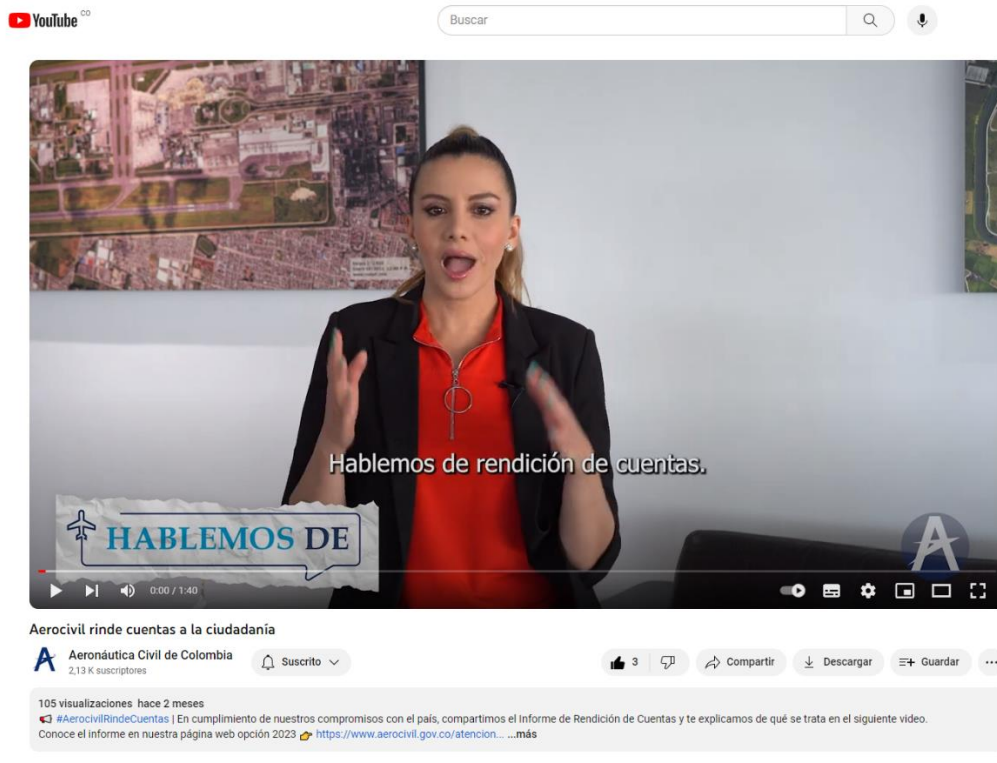 YouTube CO
Buscar
Hablemos de rendición de cuentas.
HABLEMOS DE
A
0:00 / 1:40
Aerocivil rinde cuentas a la ciudadanía
Aeronáutica Civil de Colombia
2,13 K suscriptores
Suscrito
3
Compartir
Descargar
Guardar
...
105 visualizaciones hace 2 meses
#AerocivilRindeCuentas | En cumplimiento de nuestros compromisos con el país, compartimos el Informe de Rendición de Cuentas y te explicamos de qué se trata en el siguiente video.
Conoce el informe en nuestra página web opción 2023 👉 https://www.aerocivil.gov.co/atencion... ...más